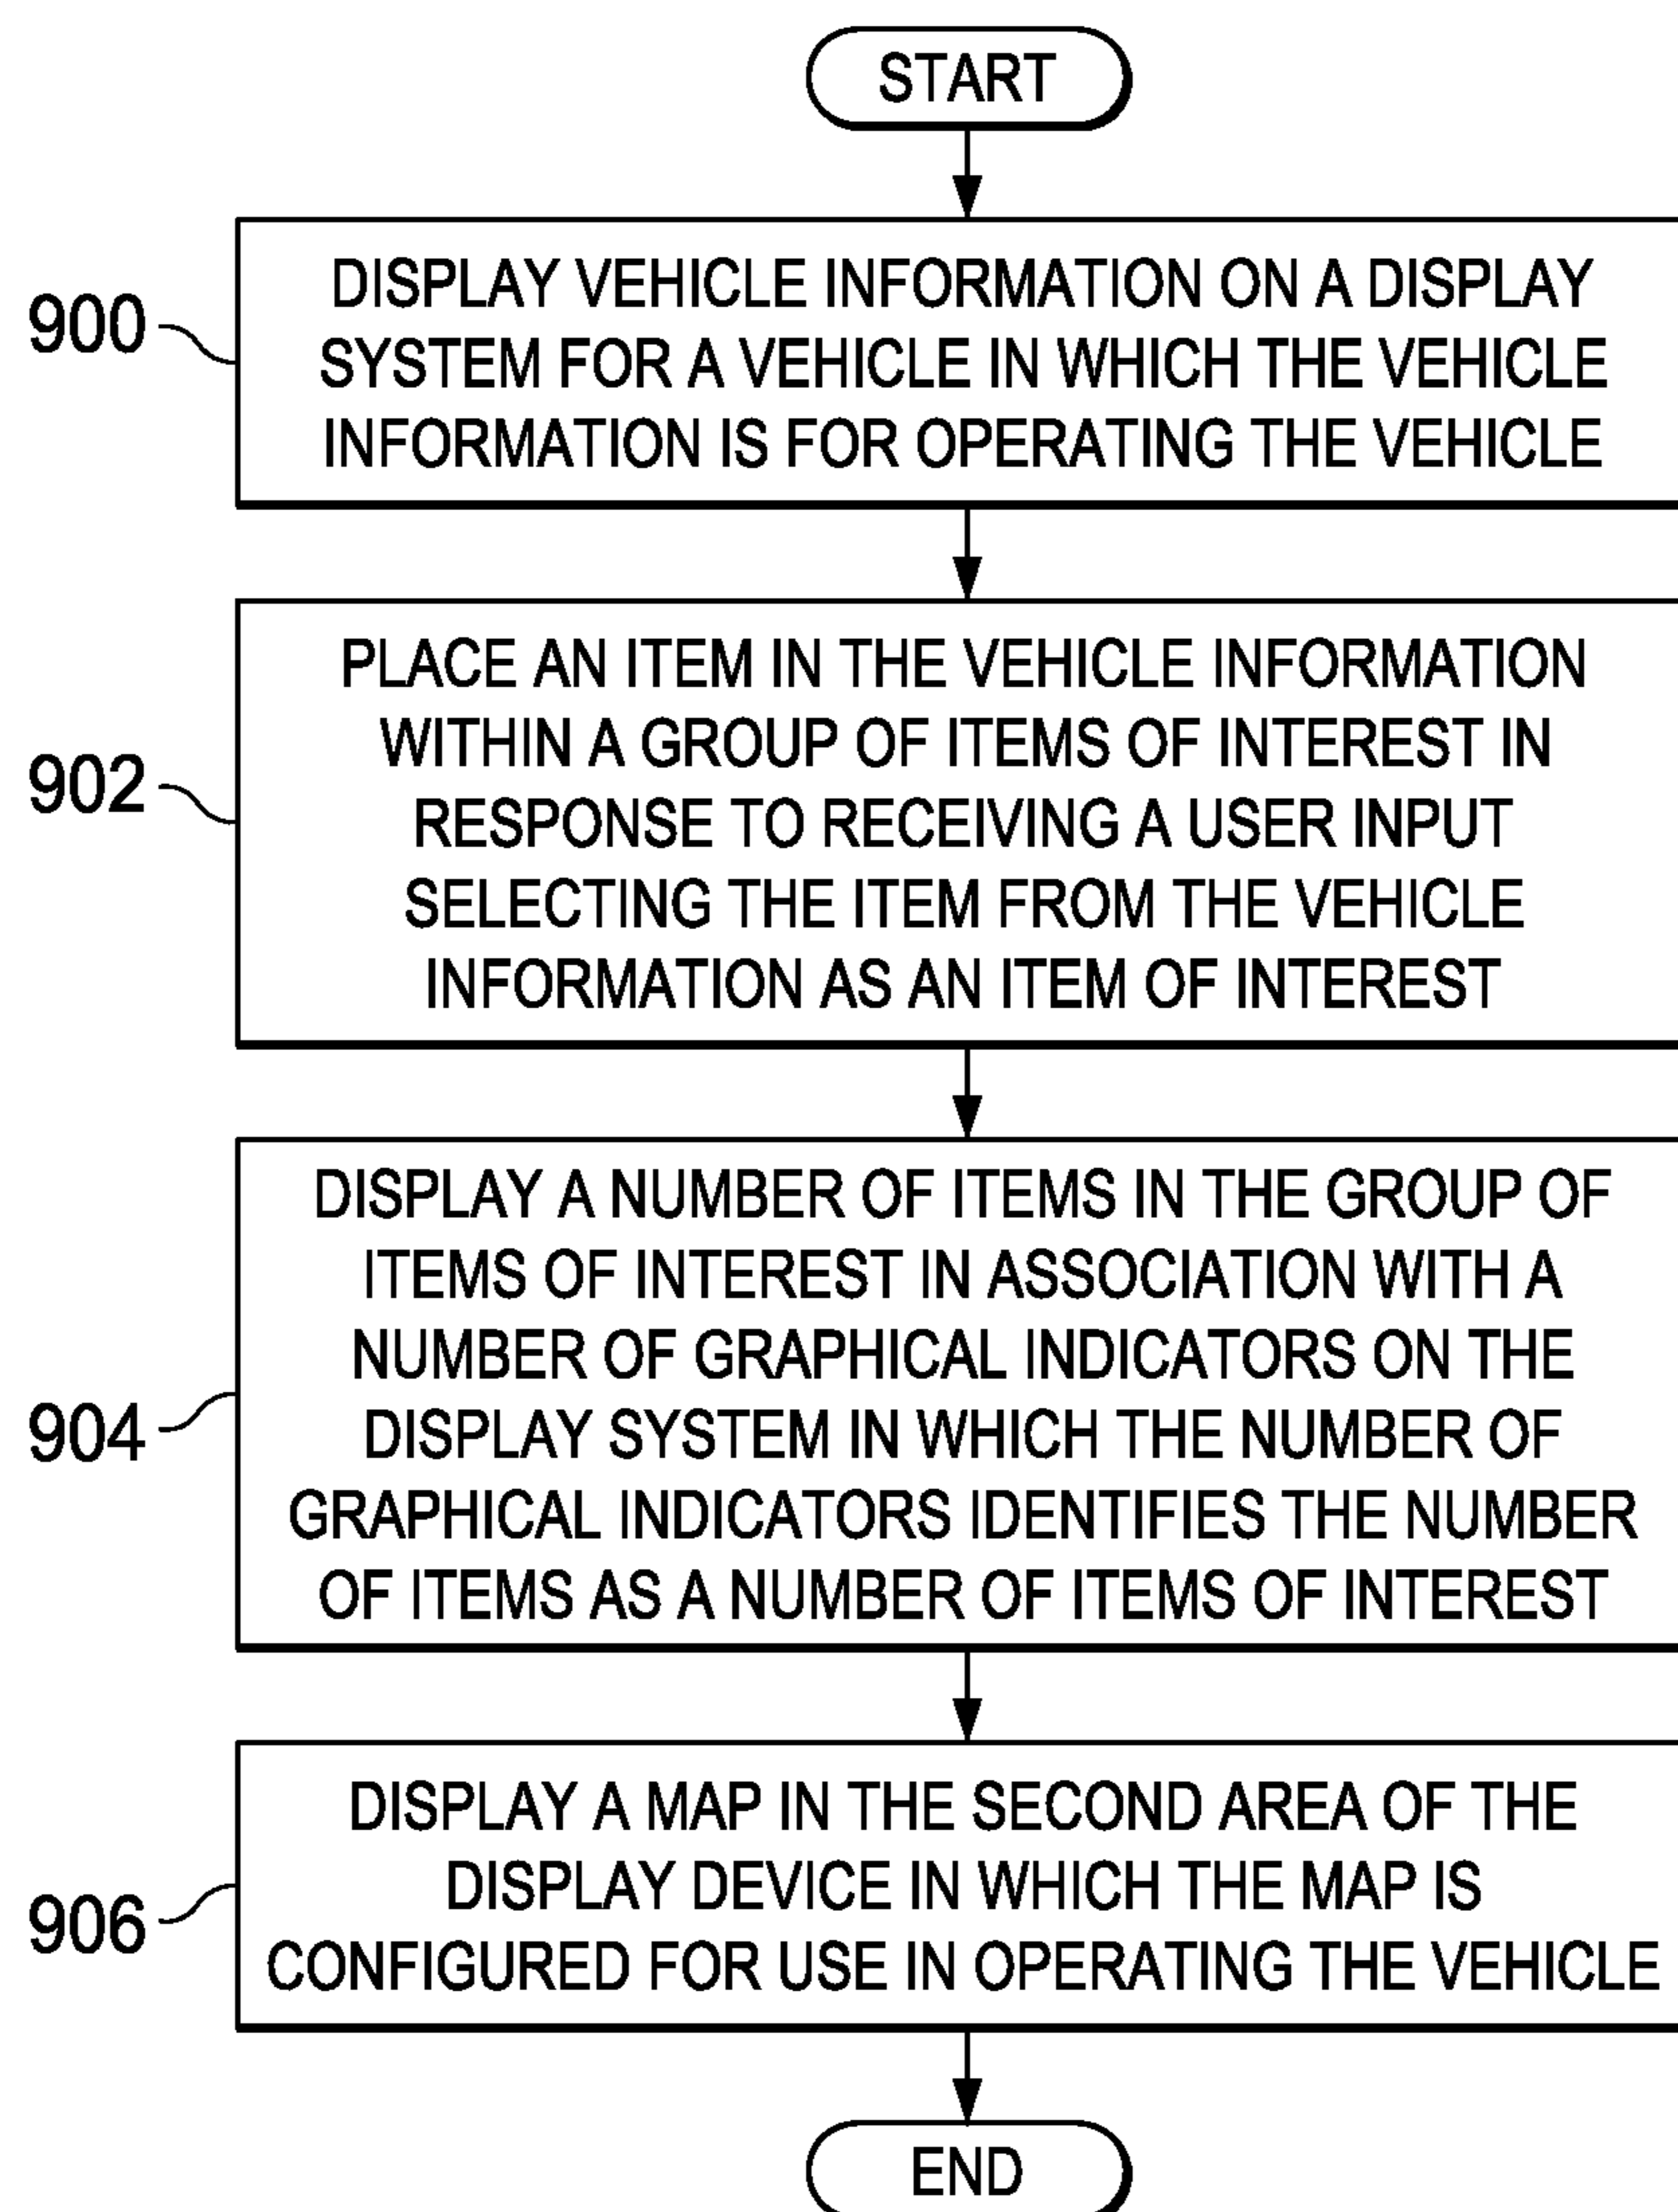 START
900
DISPLAY VEHICLE INFORMATION ON A DISPLAY
SYSTEM FOR A VEHICLE IN WHICH THE VEHICLE
INFORMATION IS FOR OPERATING THE VEHICLE
902
PLACE AN ITEM IN THE VEHICLE INFORMATION
WITHIN A GROUP OF ITEMS OF INTEREST IN
RESPONSE TO RECEIVING A USER INPUT
SELECTING THE ITEM FROM THE VEHICLE
INFORMATION AS AN ITEM OF INTEREST
904
DISPLAY A NUMBER OF ITEMS IN THE GROUP OF
ITEMS OF INTEREST IN ASSOCIATION WITH A
NUMBER OF GRAPHICAL INDICATORS ON THE
DISPLAY SYSTEM IN WHICH THE NUMBER OF
GRAPHICAL INDICATORS IDENTIFIES THE NUMBER
OF ITEMS AS A NUMBER OF ITEMS OF INTEREST
906
DISPLAY A MAP IN THE SECOND AREA OF THE
DISPLAY DEVICE IN WHICH THE MAP IS
CONFIGURED FOR USE IN OPERATING THE VEHICLE
END